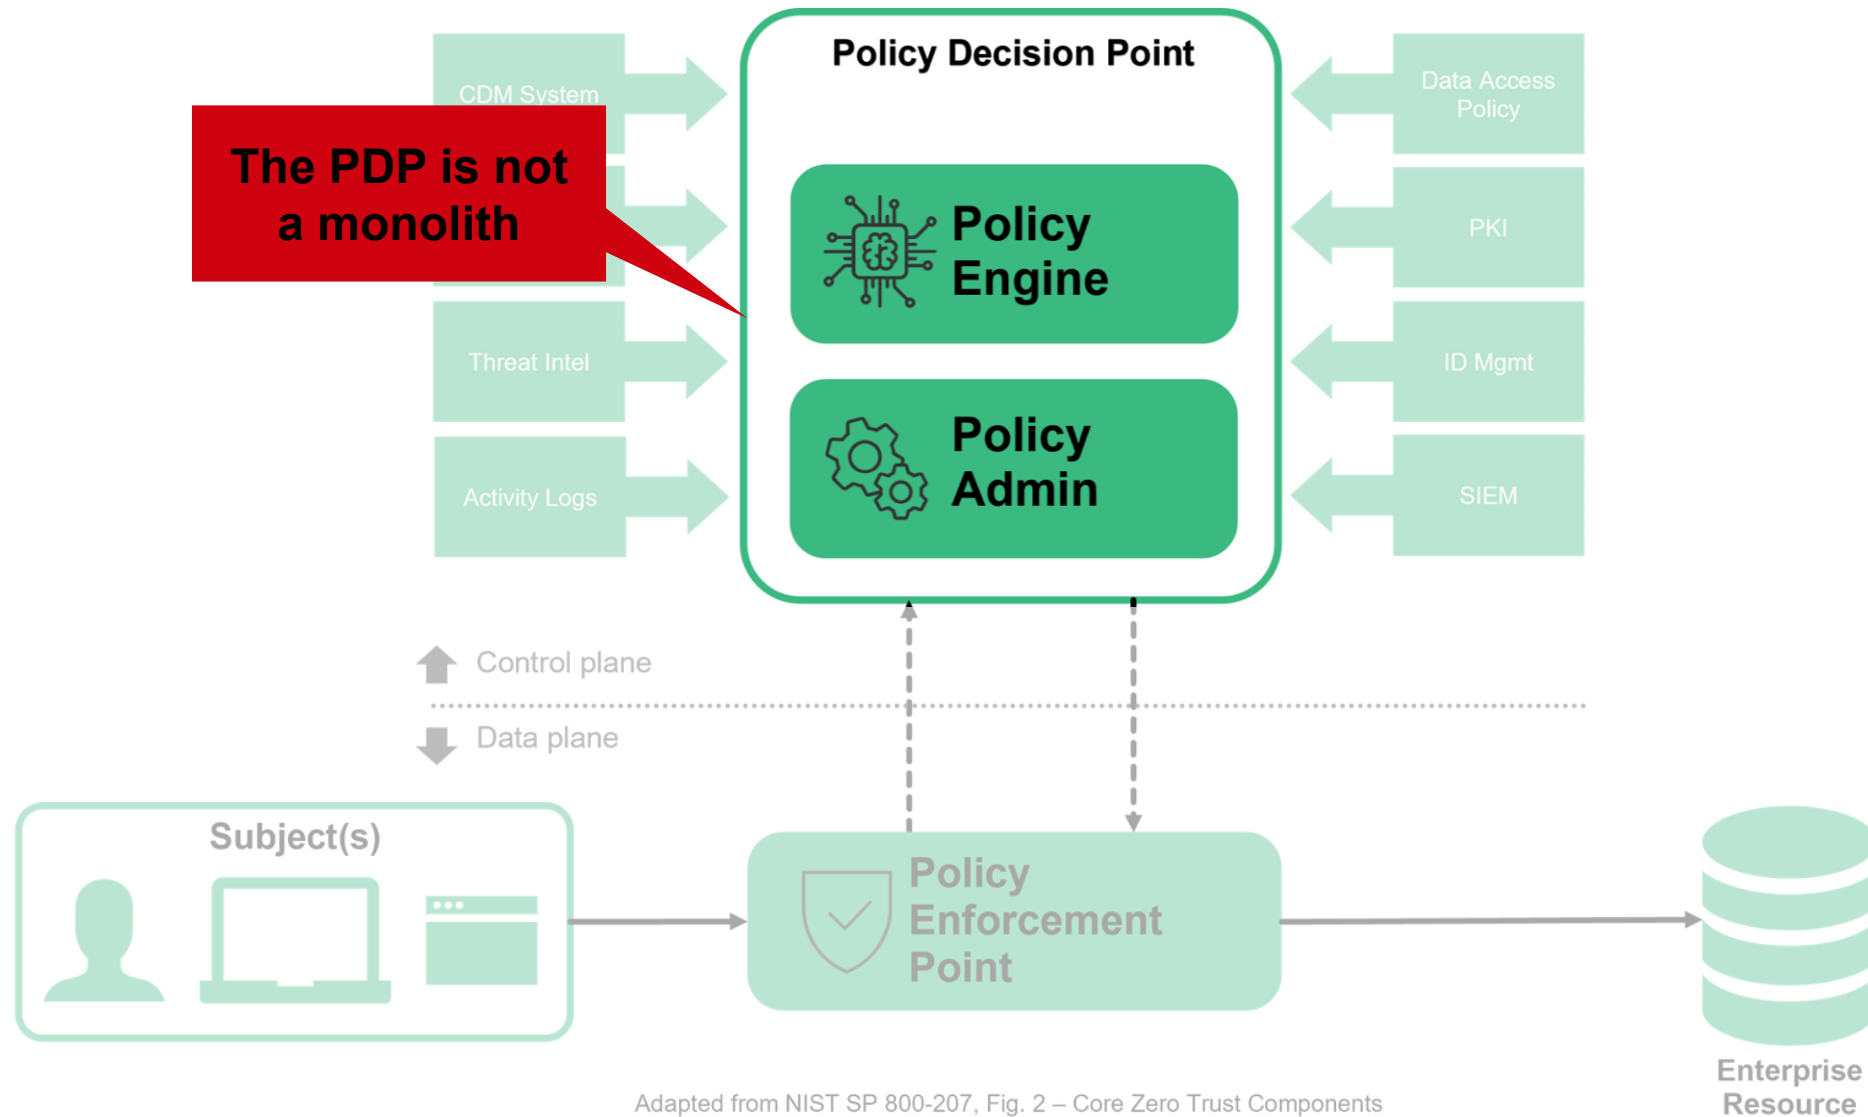 Policy Decision Point
CDM System
The PDP is not
a monolith
Threat Intel
Activity Logs
Policy
Engine
Policy
Admin
Data Access
Policy
PKI
ID Mgmt
SIEM
Control plane
Data plane
Subject(s)
Policy
Enforcement
Point
Enterprise
Resource
Adapted from NIST SP 800-207, Fig. 2 – Core Zero Trust Components